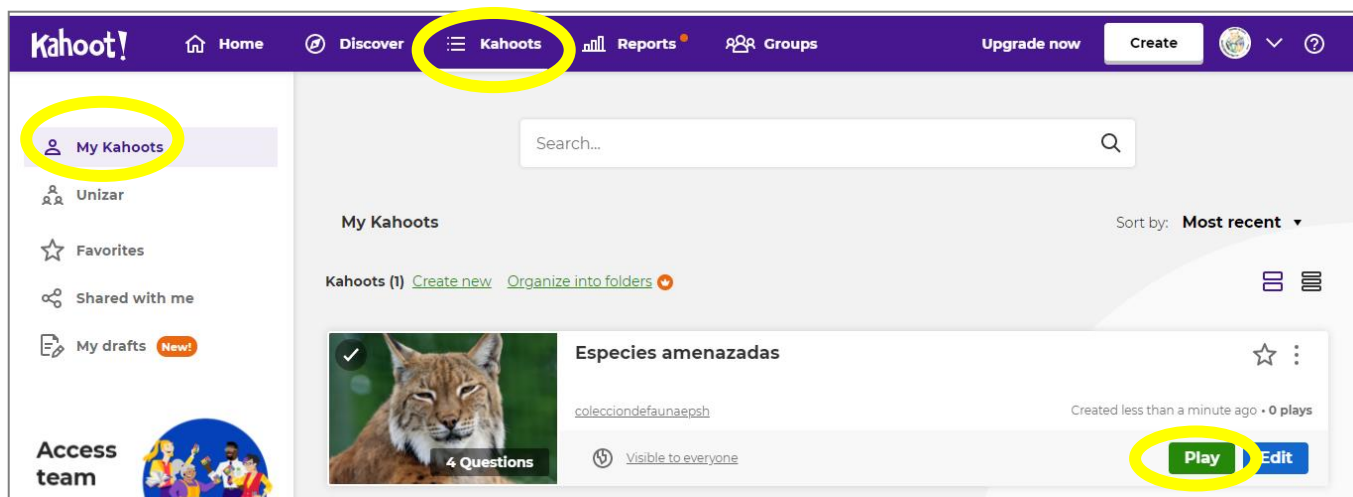 Kahoot! Home Discover Kahoots Reports Groups Upgrade now Create
My Kahoots
Unizar
Favorites
Shared with me
My drafts New!
Access
team
Search...
My Kahoots Sort by: Most recent
Kahoots (1) Create new Organize into folders
Especies amenazadas
colecciondefaunaepsh Created less than a minute ago • 0 plays
4 Questions Visible to everyone Play Edit